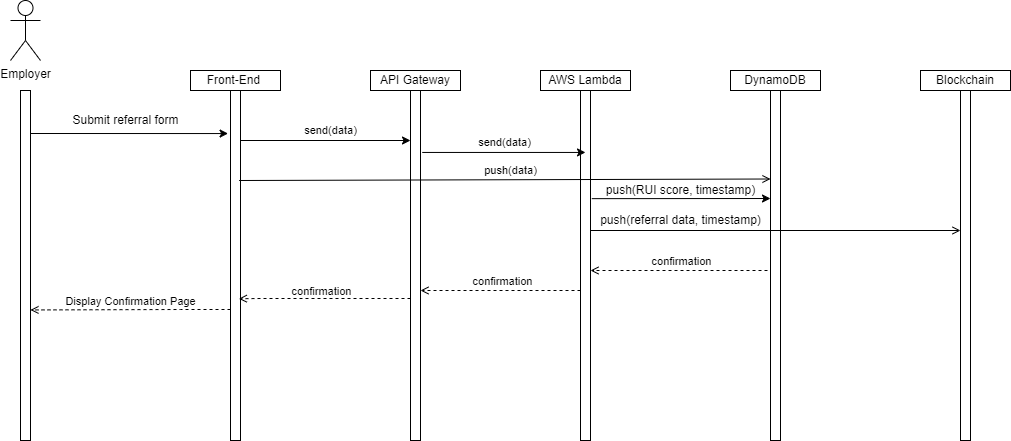 Employer
Front-End
API Gateway
AWS Lambda
DynamoDB
Blockchain
Submit referral form
send(data)
send(data)
push(data)
push(RUI score, timestamp)
push(referral data, timestamp)
confirmation
confirmation
confirmation
Display Confirmation Page